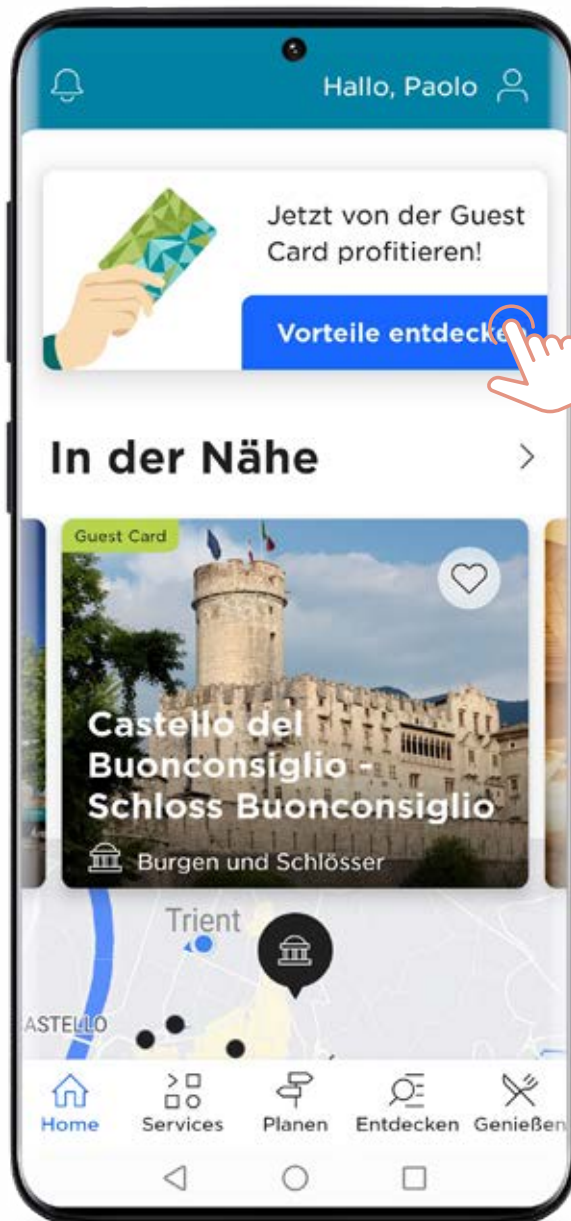 Hallo, Paolo
Jetzt von der Guest
Card profitieren!
Vorteile entdecken
In der Nähe
Guest Card
Castello del
Buonconsiglio -
Schloss Buonconsiglio
Burgen und Schlösser
Trient
ASTELLO
Home
Services
Planen
Entdecken
Genießen